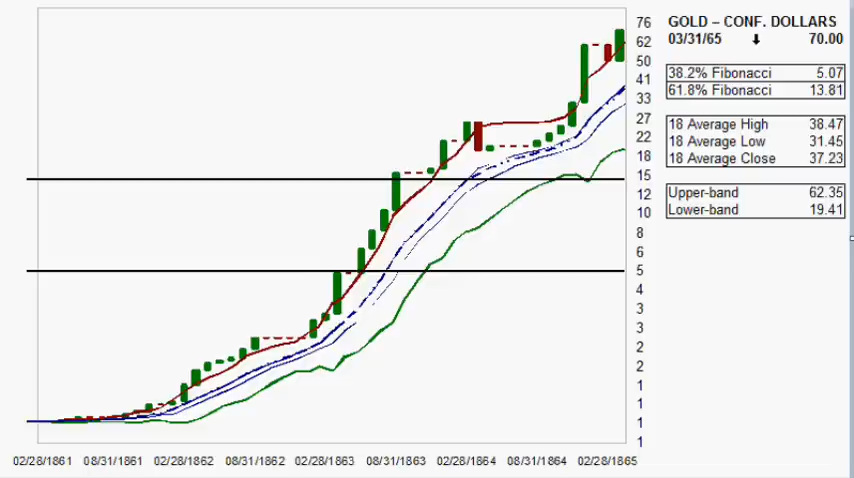 GOLD – CONF. DOLLARS
03/31/65 70.00
38.2% Fibonacci 5.07
61.8% Fibonacci 13.81
18 Average High 38.47
18 Average Low 31.45
18 Average Close 37.23
Upper-band 62.35
Lower-band 19.41
76
62
50
41
33
27
22
18
15
12
10
8
6
5
4
3
3
2
2
1
1
1
1
02/28/1861 08/31/1861 02/28/1862 08/31/1862 02/28/1863 08/31/1863 02/28/1864 08/31/1864 02/28/1865